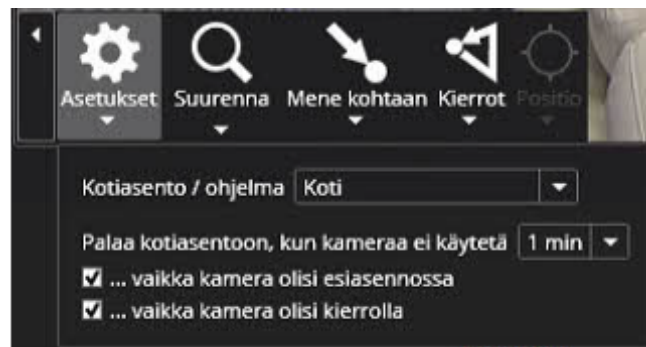 Asetukset Suurenna Mene kohtaan Kierrot Positio
Kotiasento / ohjelma Koti
Palaa kotiasentoon, kun kameraa ei käytetä 1 min
... vaikka kamera olisi esiasennossa
... vaikka kamera olisi kierrolla